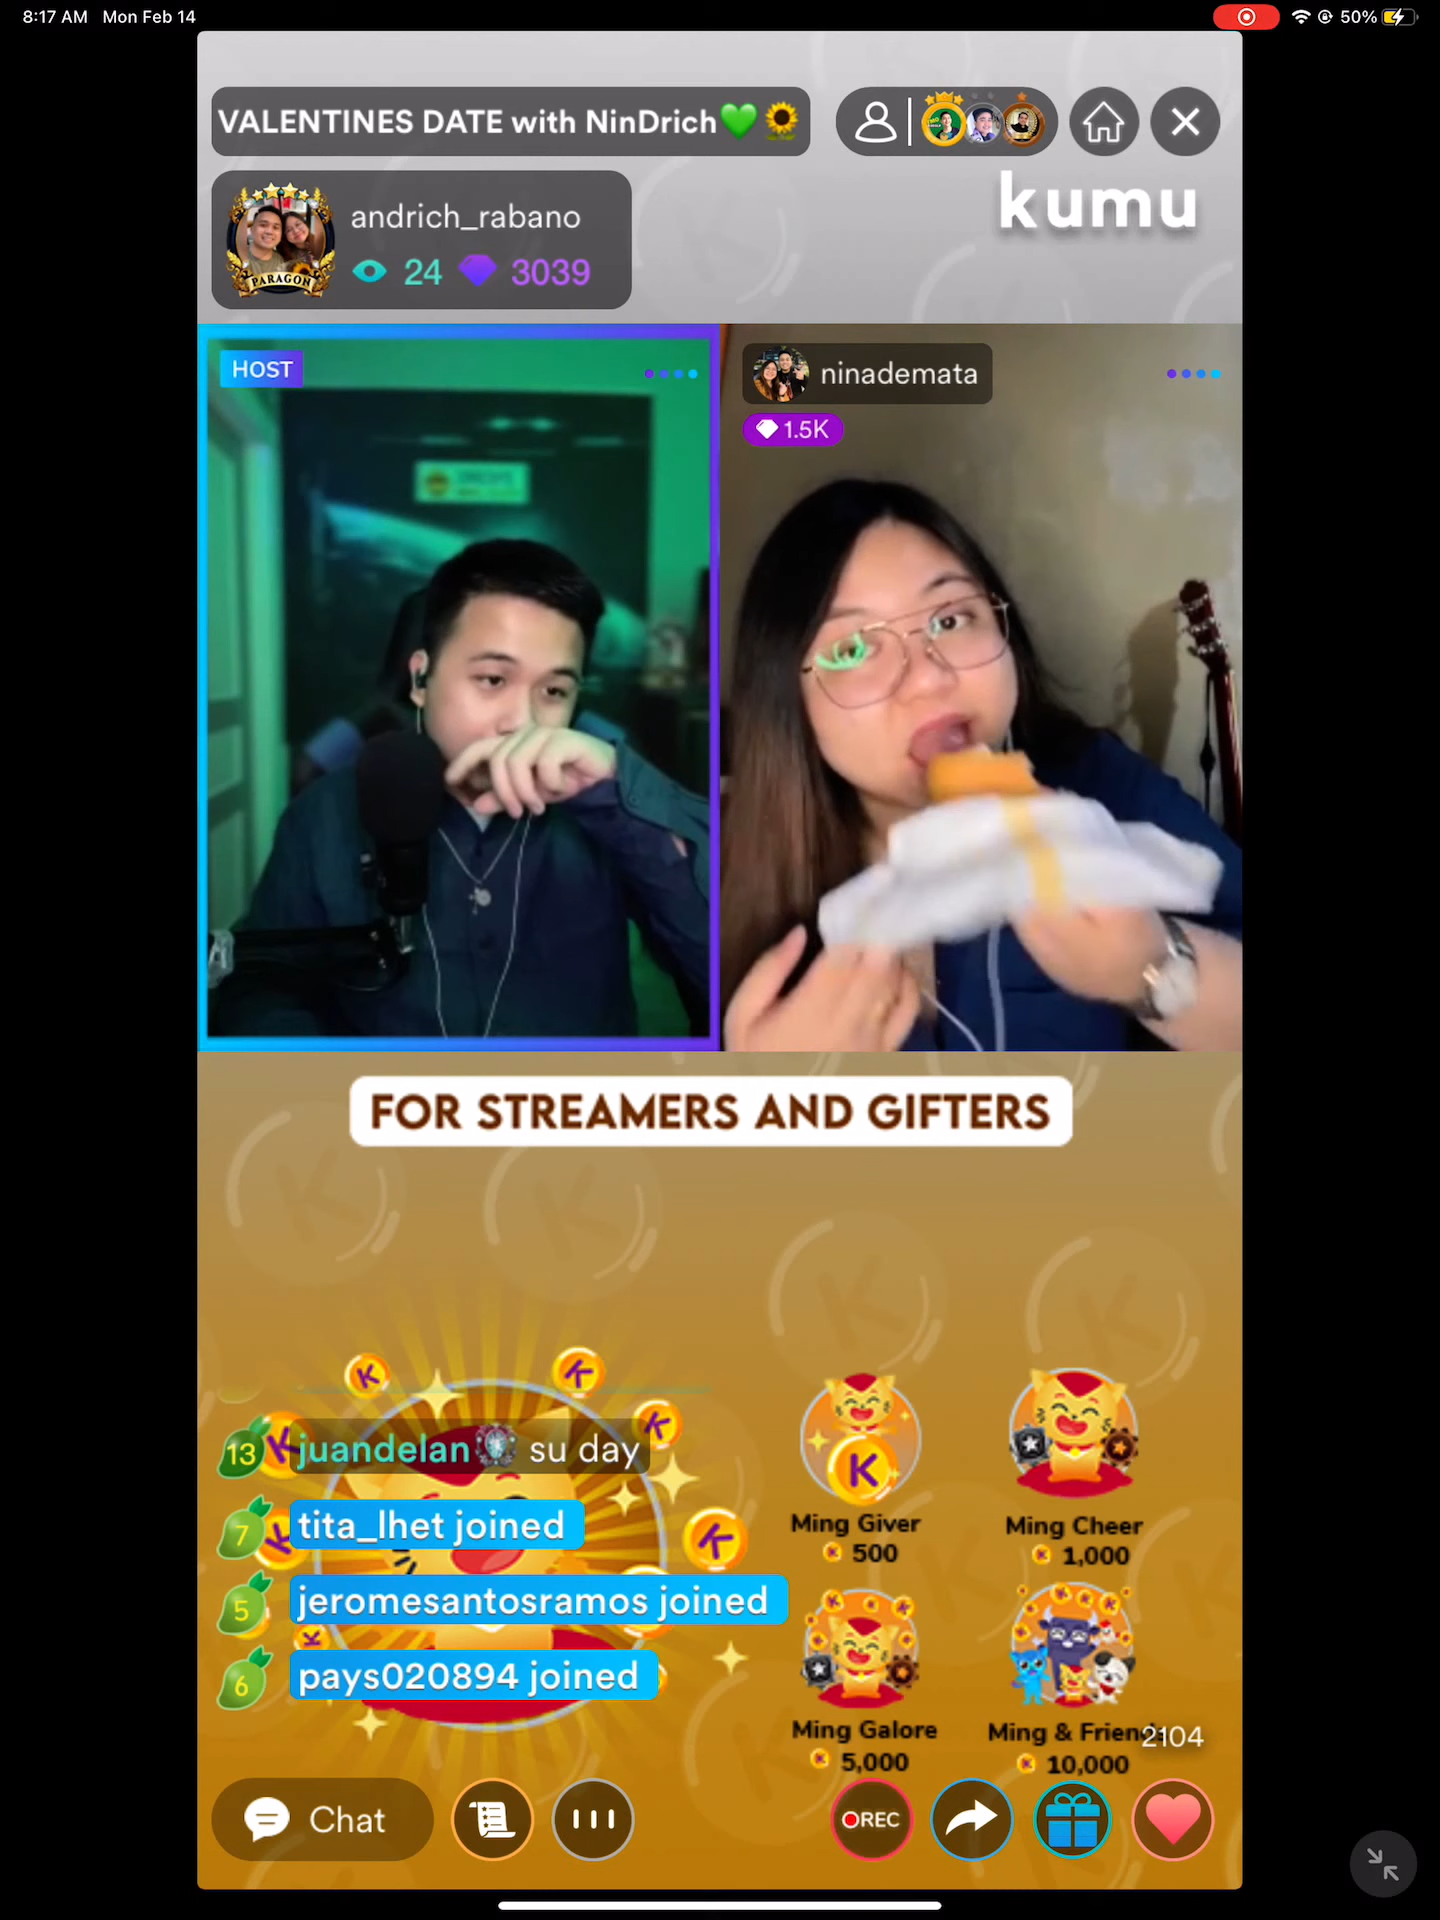 8:17 AM Mon Feb 14
50%
VALENTINES DATE with NinDrich💚🌻
kumu
andrich_rabano
24 3039
PARAGON
HOST
ninademata
1.5K
FOR STREAMERS AND GIFTERS
13 juandelan su day
7 tita_lhet joined
5 jeromesantosramos joined
6 pays020894 joined
Ming Giver
500
Ming Cheer
1,000
Ming Galore
5,000
Ming & Friends
10,000
2104
Chat
REC